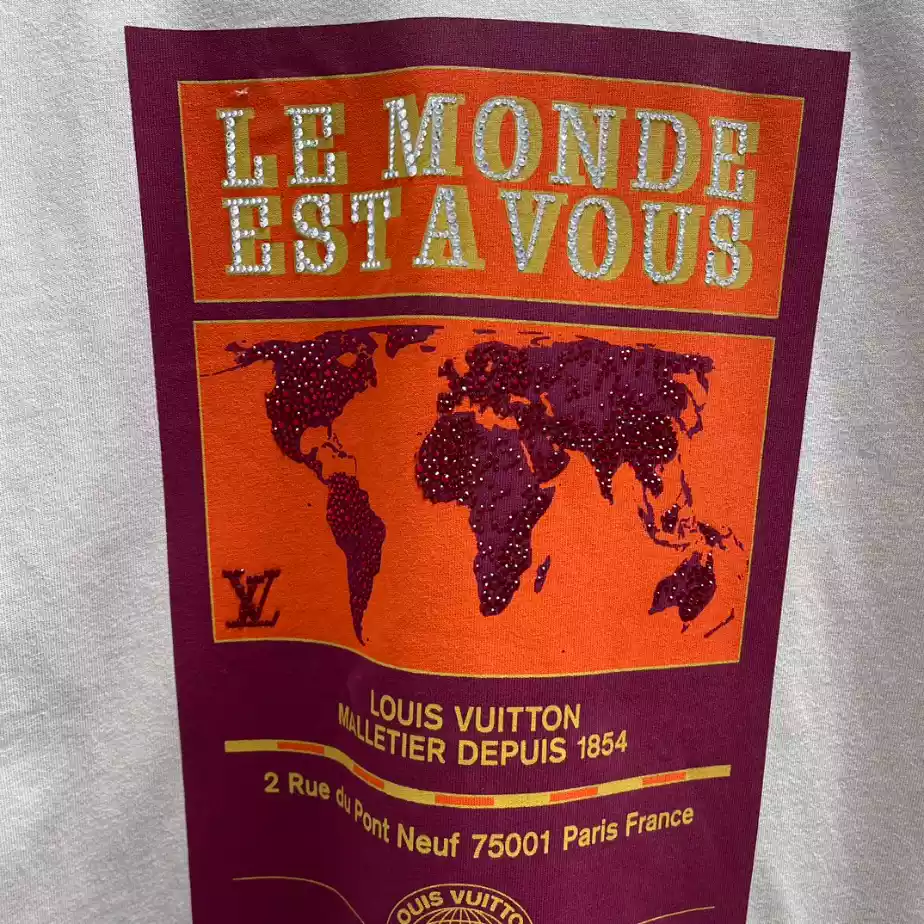 LE MONDE
EST A VOUS
LV
LOUIS VUITTON
MALLETIER DEPUIS 1854
2 Rue du Pont Neuf 75001 Paris France
LOUIS VUITTON